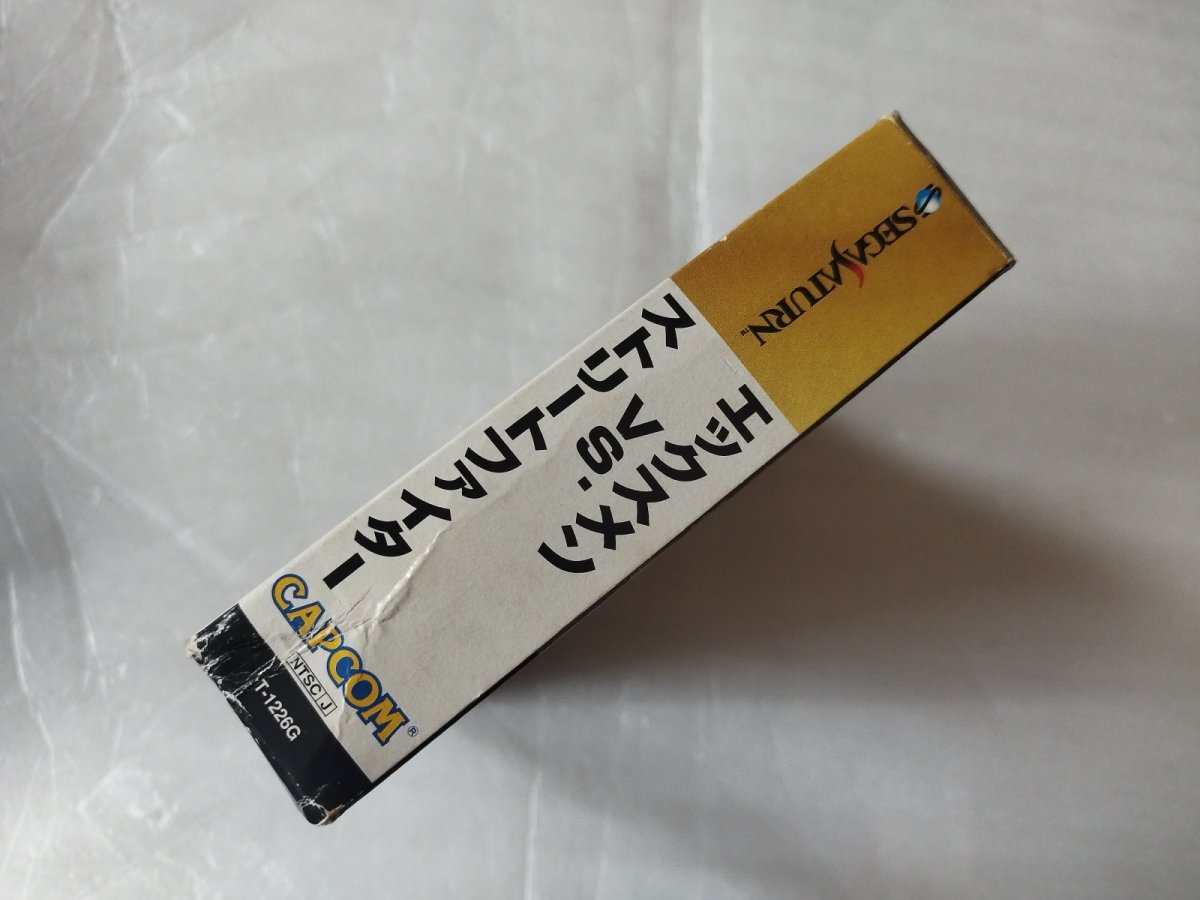 SEGA SATURN™
エックスメン
VS.
ストリートファイター
CAPCOM®
NTSC J
T-1226G